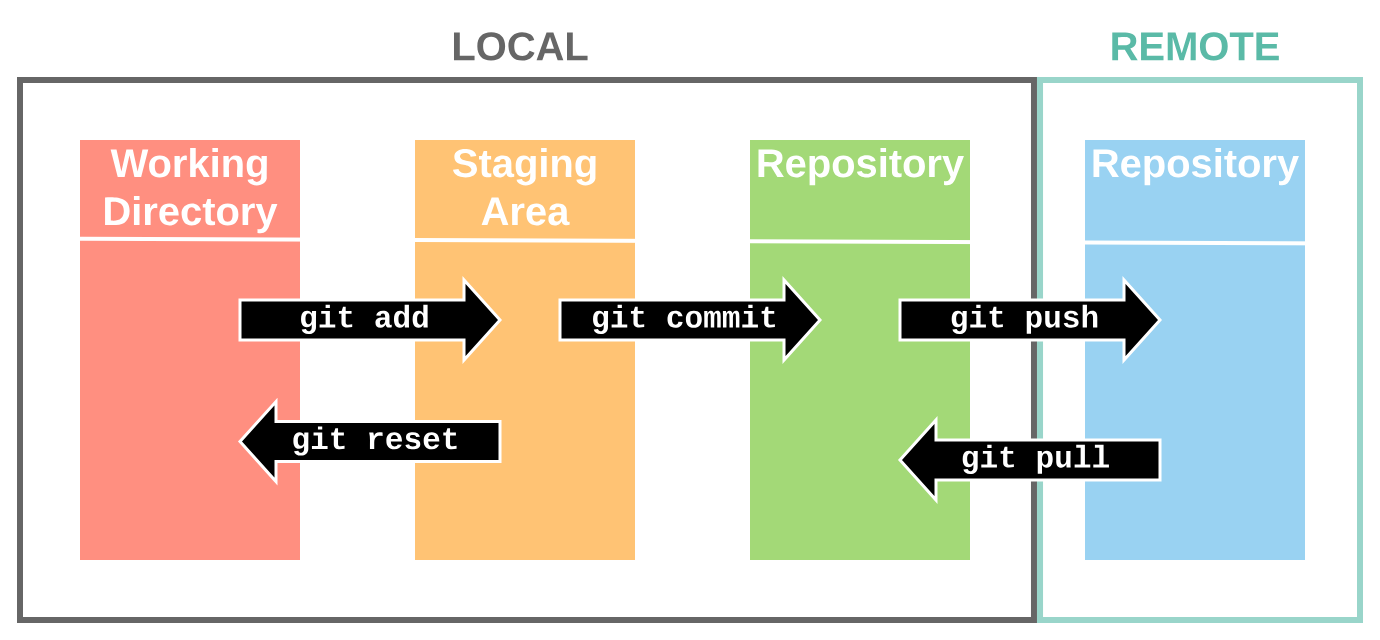 LOCAL
REMOTE
Working
Directory
Staging
Area
Repository
Repository
git add
git commit
git push
git reset
git pull